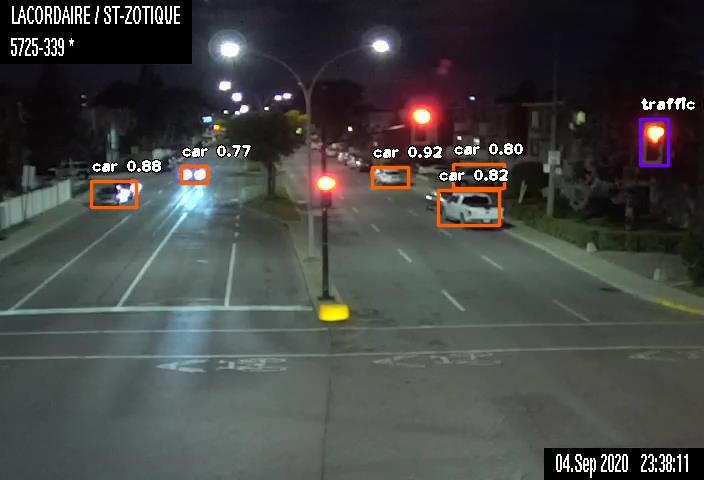 LACORDAIRE / ST-ZOTIQUE
5725-339 *
traffic
car 0.88
car 0.77
car 0.92
car 0.80
car 0.82
04.Sep 2020 23:38:11